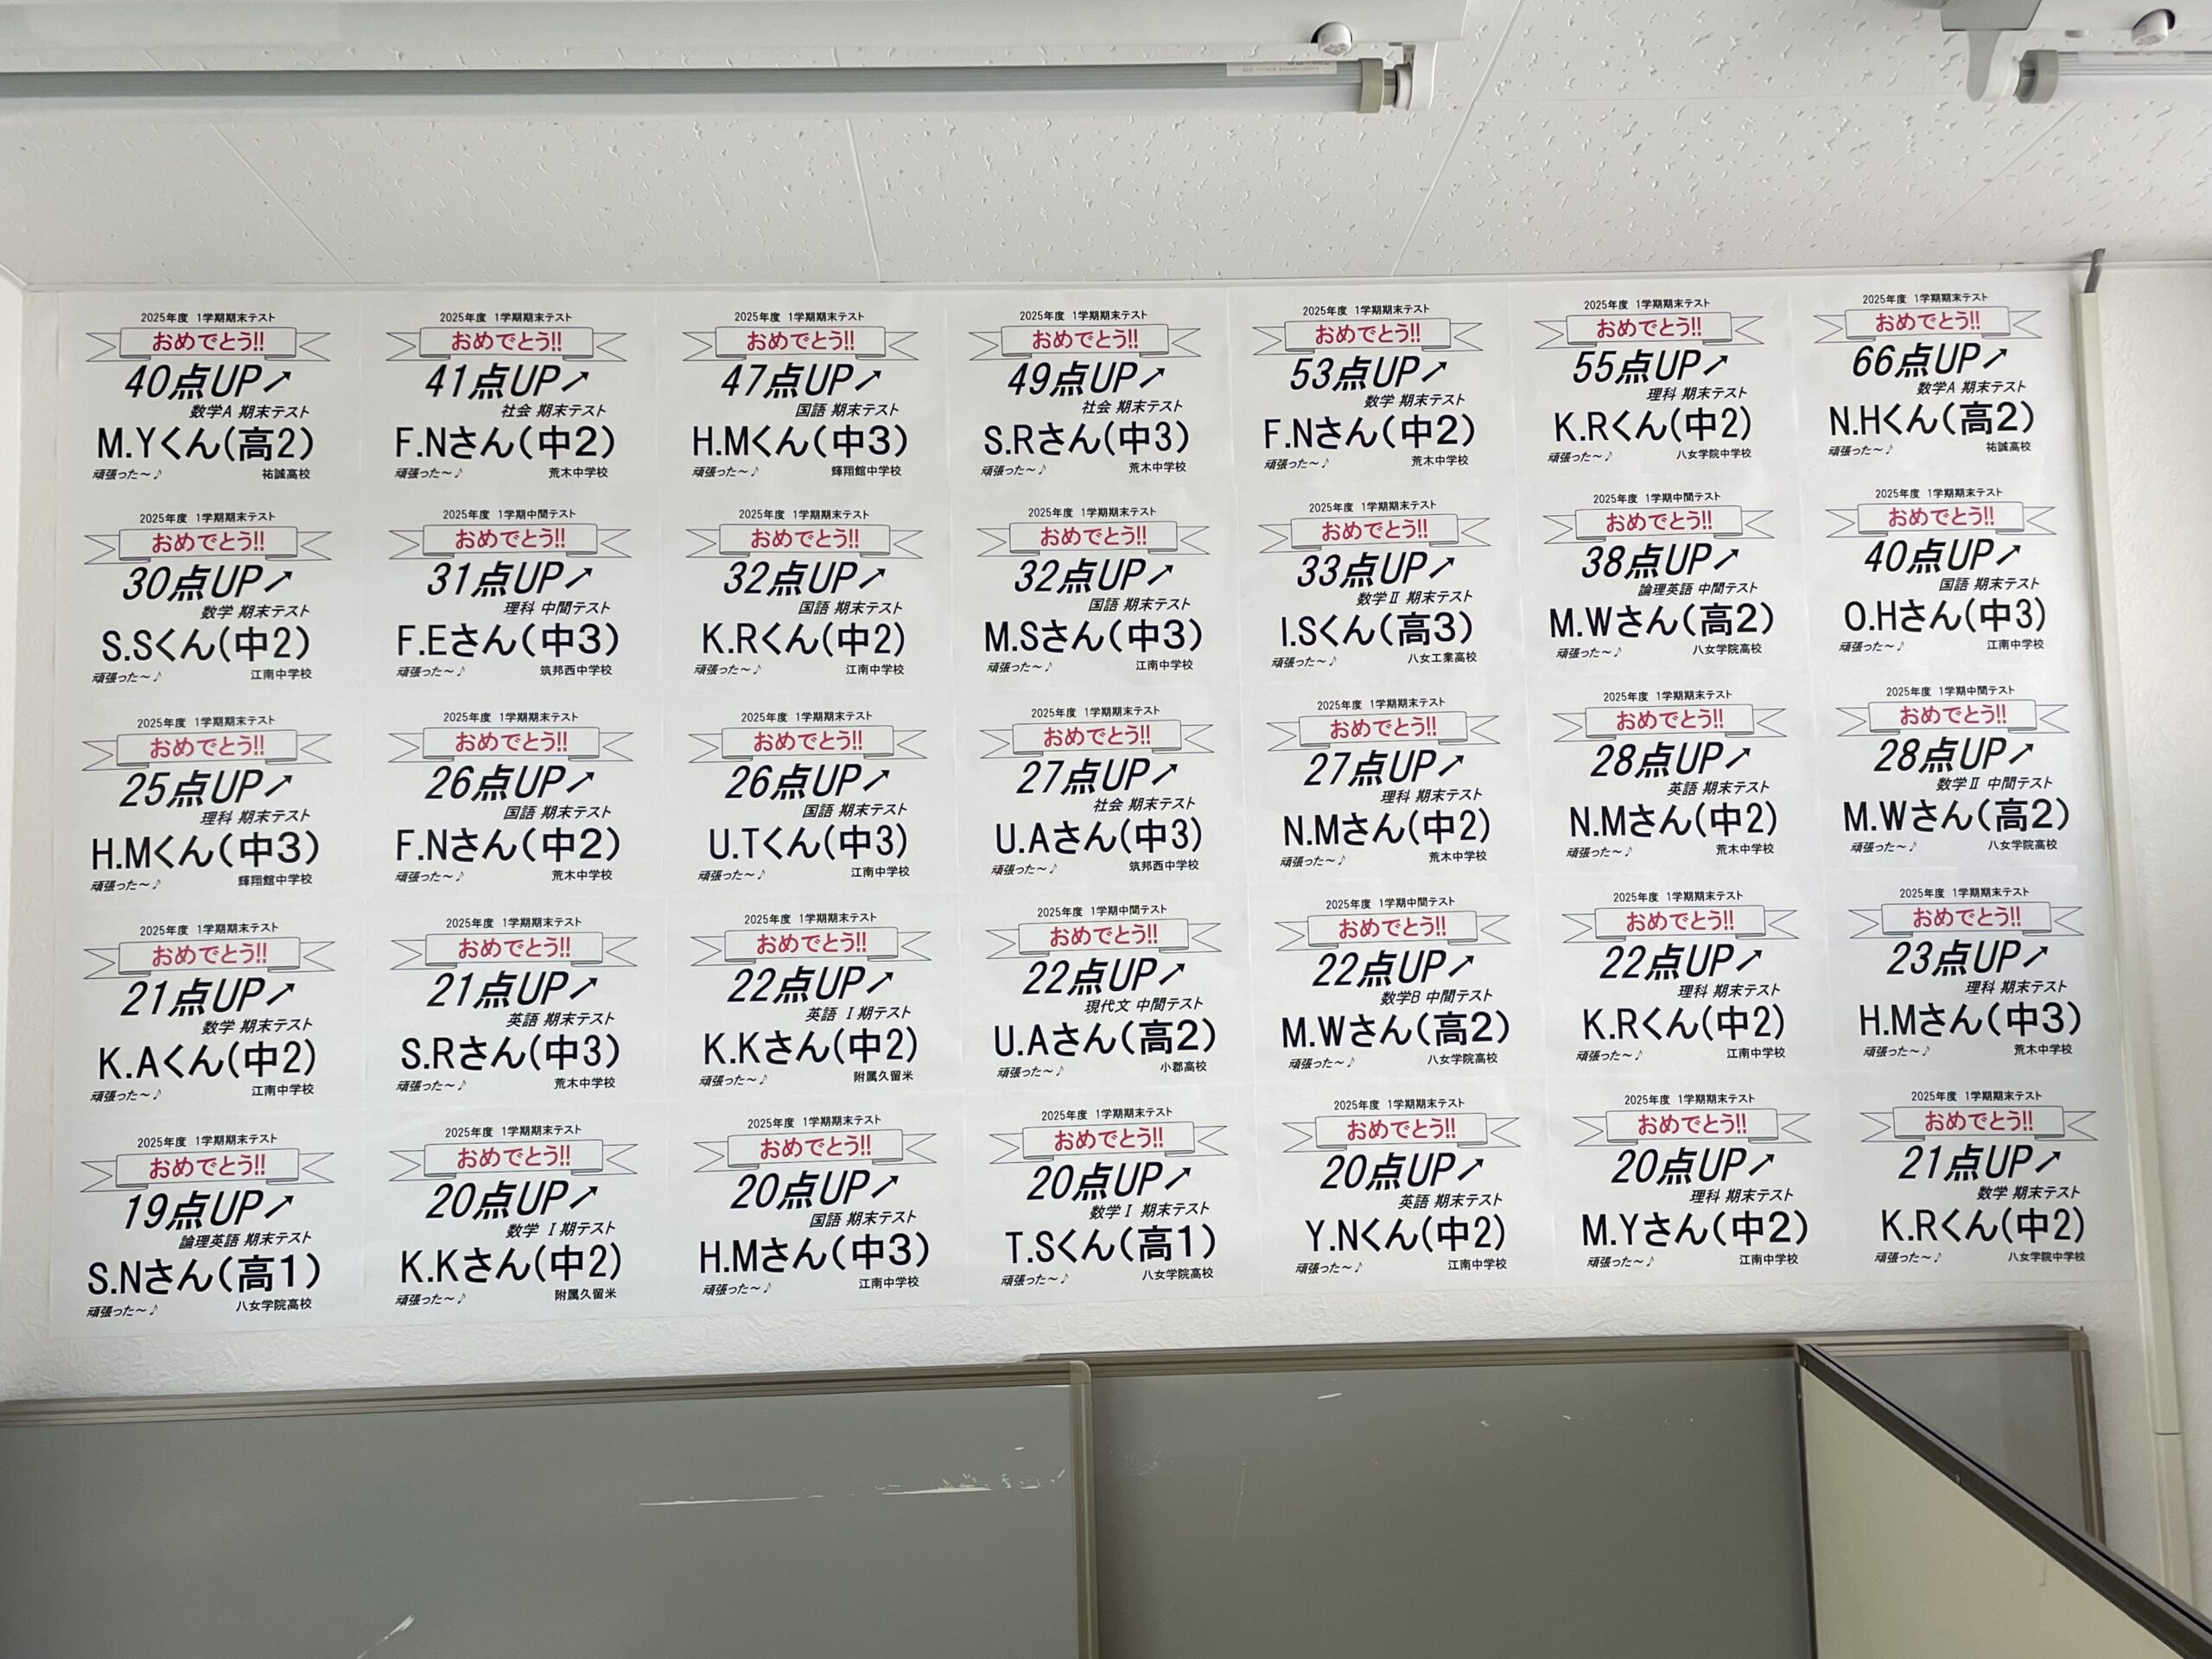 2025年度 1学期期末テスト
おめでとう!!
40点UP↗
数学A 期末テスト
M.Yくん(高2)
頑張った～♪ 祐誠高校
2025年度 1学期期末テスト
おめでとう!!
41点UP↗
社会 期末テスト
F.Nさん(中2)
頑張った～♪ 荒木中学校
2025年度 1学期期末テスト
おめでとう!!
47点UP↗
国語 期末テスト
H.Mくん(中3)
頑張った～♪ 輝翔館中学校
2025年度 1学期期末テスト
おめでとう!!
49点UP↗
社会 期末テスト
S.Rさん(中3)
頑張った～♪ 荒木中学校
2025年度 1学期期末テスト
おめでとう!!
53点UP↗
数学 期末テスト
F.Nさん(中2)
頑張った～♪ 荒木中学校
2025年度 1学期期末テスト
おめでとう!!
55点UP↗
理科 期末テスト
K.Rくん(中2)
頑張った～♪ 八女学院中学校
2025年度 1学期期末テスト
おめでとう!!
66点UP↗
数学A 期末テスト
N.Hくん(高2)
頑張った～♪ 祐誠高校
2025年度 1学期期末テスト
おめでとう!!
30点UP↗
数学 期末テスト
S.Sくん(中2)
頑張った～♪ 江南中学校
2025年度 1学期中間テスト
おめでとう!!
31点UP↗
理科 中間テスト
F.Eさん(中3)
頑張った～♪ 筑邦西中学校
2025年度 1学期期末テスト
おめでとう!!
32点UP↗
国語 期末テスト
K.Rくん(中2)
頑張った～♪ 江南中学校
2025年度 1学期期末テスト
おめでとう!!
32点UP↗
国語 期末テスト
M.Sさん(中3)
頑張った～♪ 江南中学校
2025年度 1学期期末テスト
おめでとう!!
33点UP↗
数学Ⅱ 期末テスト
I.Sくん(高3)
頑張った～♪ 八女工業高校
2025年度 1学期中間テスト
おめでとう!!
38点UP↗
論理英語 中間テスト
M.Wさん(高2)
頑張った～♪ 八女学院高校
2025年度 1学期期末テスト
おめでとう!!
40点UP↗
国語 期末テスト
O.Hさん(中3)
頑張った～♪ 江南中学校
2025年度 1学期期末テスト
おめでとう!!
25点UP↗
理科 期末テスト
H.Mくん(中3)
頑張った～♪ 輝翔館中学校
2025年度 1学期期末テスト
おめでとう!!
26点UP↗
国語 期末テスト
F.Nさん(中2)
頑張った～♪ 荒木中学校
2025年度 1学期期末テスト
おめでとう!!
26点UP↗
国語 期末テスト
U.Tくん(中3)
頑張った～♪ 江南中学校
2025年度 1学期期末テスト
おめでとう!!
27点UP↗
社会 期末テスト
U.Aさん(中3)
頑張った～♪ 筑邦西中学校
2025年度 1学期期末テスト
おめでとう!!
27点UP↗
理科 期末テスト
N.Mさん(中2)
頑張った～♪ 荒木中学校
2025年度 1学期期末テスト
おめでとう!!
28点UP↗
英語 期末テスト
N.Mさん(中2)
頑張った～♪ 荒木中学校
2025年度 1学期中間テスト
おめでとう!!
28点UP↗
数学Ⅱ 中間テスト
M.Wさん(高2)
頑張った～♪ 八女学院高校
2025年度 1学期期末テスト
おめでとう!!
21点UP↗
数学 期末テスト
K.Aくん(中2)
頑張った～♪ 江南中学校
2025年度 1学期期末テスト
おめでとう!!
21点UP↗
英語 期末テスト
S.Rさん(中3)
頑張った～♪ 荒木中学校
2025年度 1学期期末テスト
おめでとう!!
22点UP↗
英語 Ⅰ期テスト
K.Kさん(中2)
頑張った～♪ 附属久留米
2025年度 1学期中間テスト
おめでとう!!
22点UP↗
現代文 中間テスト
U.Aさん(高2)
頑張った～♪ 小郡高校
2025年度 1学期中間テスト
おめでとう!!
22点UP↗
数学B 中間テスト
M.Wさん(高2)
頑張った～♪ 八女学院高校
2025年度 1学期期末テスト
おめでとう!!
22点UP↗
理科 期末テスト
K.Rくん(中2)
頑張った～♪ 江南中学校
2025年度 1学期期末テスト
おめでとう!!
23点UP↗
理科 期末テスト
H.Mさん(中3)
頑張った～♪ 荒木中学校
2025年度 1学期期末テスト
おめでとう!!
19点UP↗
論理英語 期末テスト
S.Nさん(高1)
頑張った～♪ 八女学院高校
2025年度 1学期期末テスト
おめでとう!!
20点UP↗
数学 Ⅰ期テスト
K.Kさん(中2)
頑張った～♪ 附属久留米
2025年度 1学期期末テスト
おめでとう!!
20点UP↗
国語 期末テスト
H.Mさん(中3)
頑張った～♪ 江南中学校
2025年度 1学期期末テスト
おめでとう!!
20点UP↗
数学Ⅰ 期末テスト
T.Sくん(高1)
頑張った～♪ 八女学院高校
2025年度 1学期期末テスト
おめでとう!!
20点UP↗
英語 期末テスト
Y.Nくん(中2)
頑張った～♪ 江南中学校
2025年度 1学期期末テスト
おめでとう!!
20点UP↗
理科 期末テスト
M.Yさん(中2)
頑張った～♪ 江南中学校
2025年度 1学期期末テスト
おめでとう!!
21点UP↗
数学 期末テスト
K.Rくん(中2)
頑張った～♪ 八女学院中学校